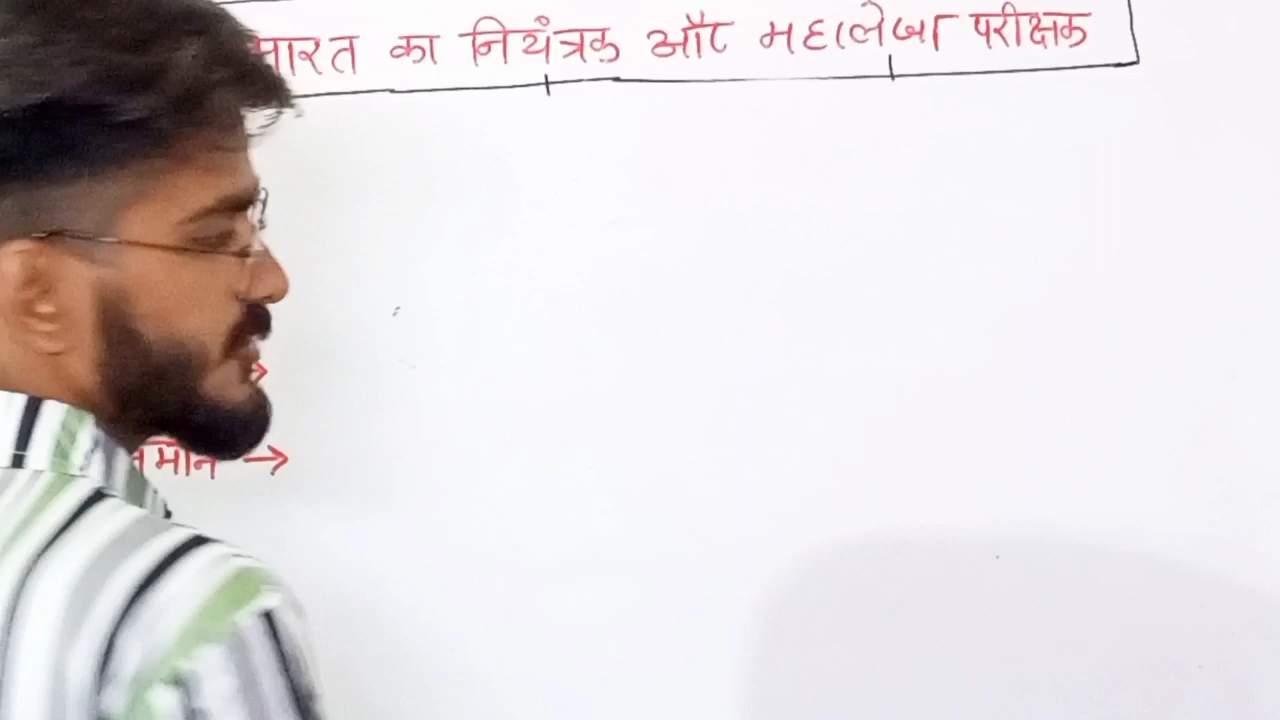 भारत का नियंत्रक और महालेखा परीक्षक
→
→